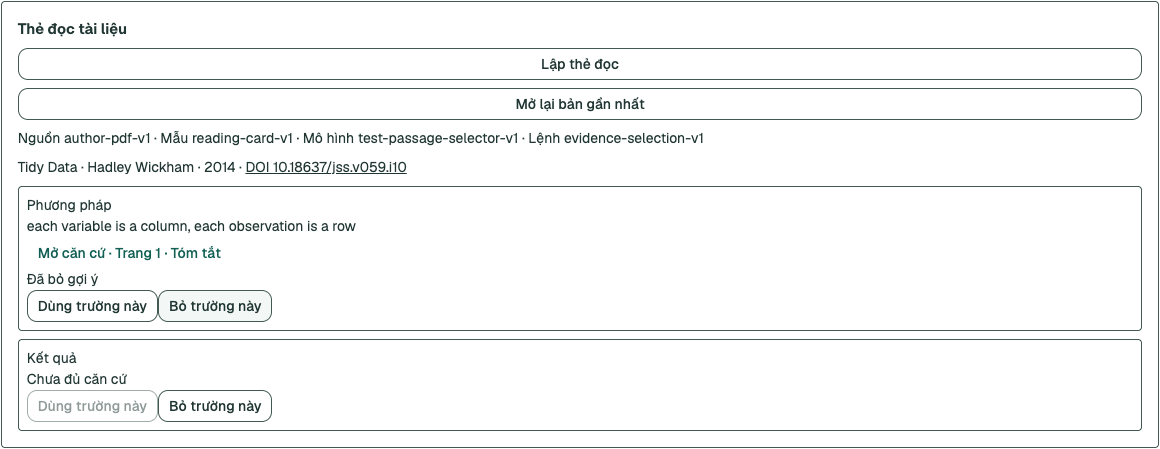 Thẻ đọc tài liệu
Lập thẻ đọc
Mở lại bản gần nhất
Nguồn author-pdf-v1 · Mẫu reading-card-v1 · Mô hình test-passage-selector-v1 · Lệnh evidence-selection-v1
Tidy Data · Hadley Wickham · 2014 · DOI 10.18637/jss.v059.i10
Phương pháp
each variable is a column, each observation is a row
Mở căn cứ · Trang 1 · Tóm tắt
Đã bỏ gợi ý
Dùng trường này Bỏ trường này
Kết quả
Chưa đủ căn cứ
Dùng trường này Bỏ trường này